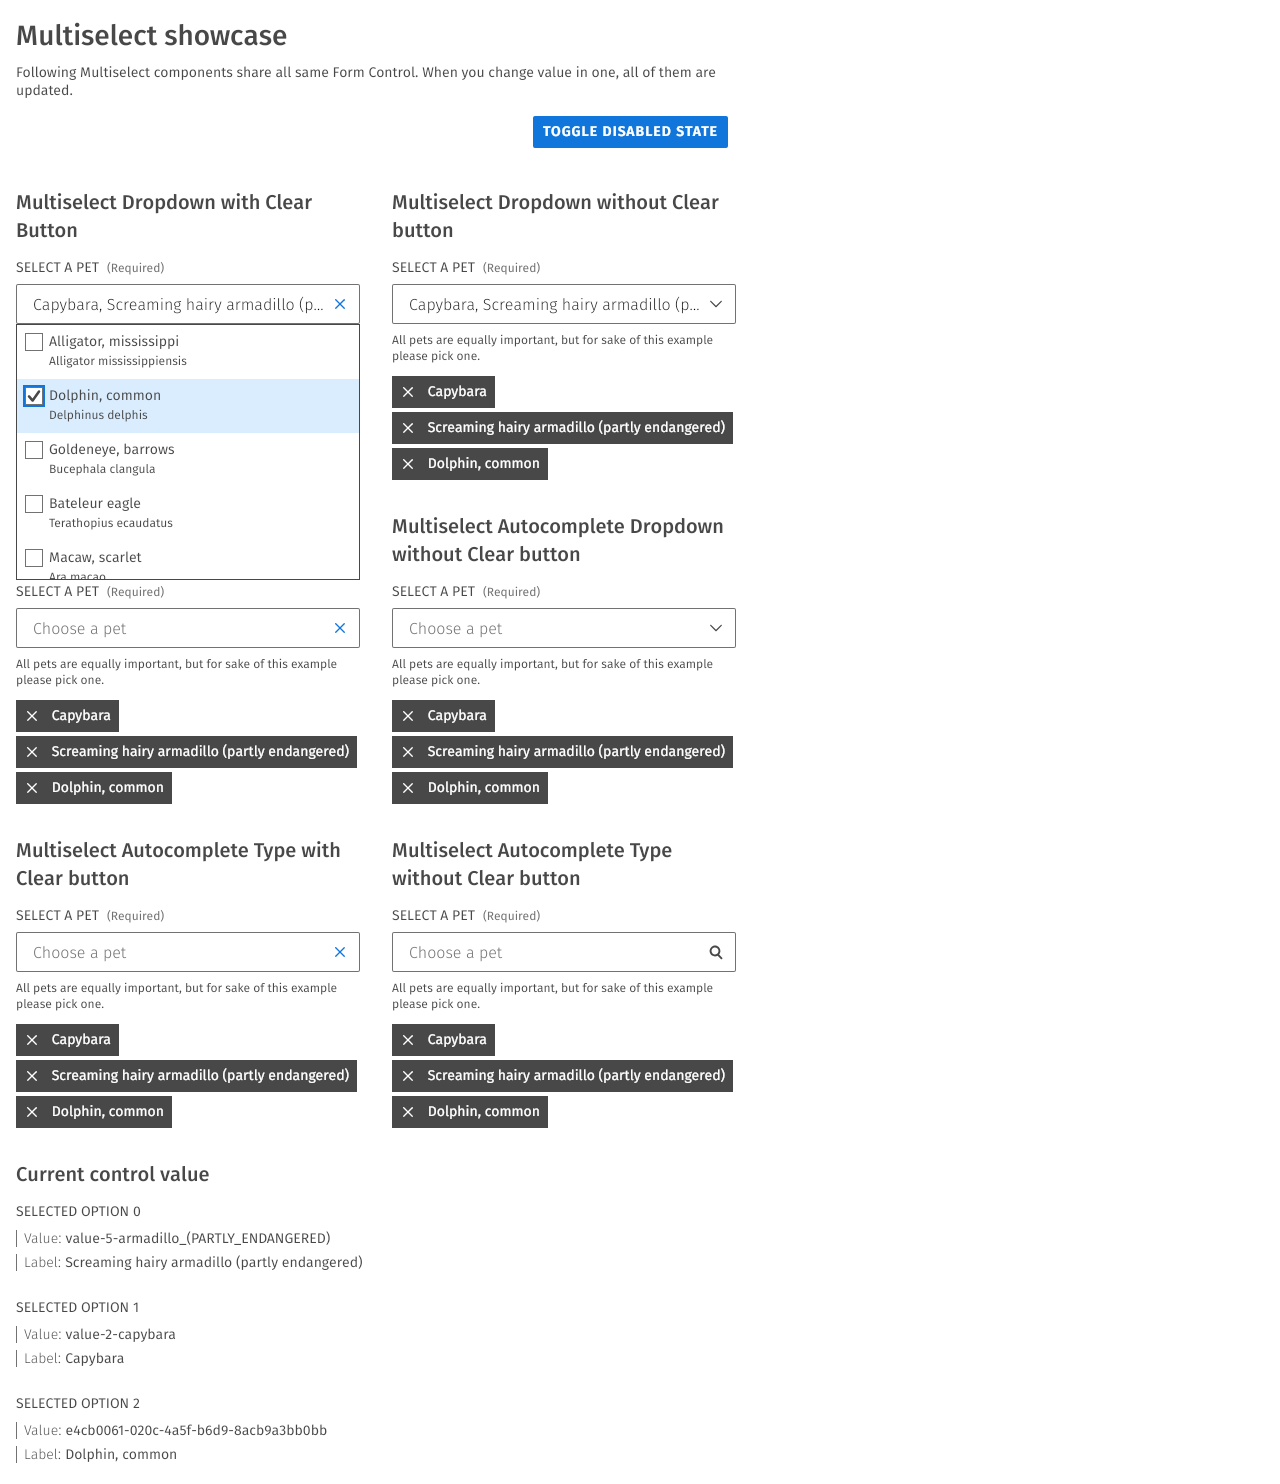 Multiselect showcase
Following Multiselect components share all same Form Control. When you change value in one, all of them are
updated.
TOGGLE DISABLED STATE
Multiselect Dropdown with Clear
Button
SELECT A PET (Required)
Capybara, Screaming hairy armadillo (p...
Alligator, mississippi
Alligator mississippiensis
Dolphin, common
Delphinus delphis
Goldeneye, barrows
Bucephala clangula
Bateleur eagle
Terathopius ecaudatus
Macaw, scarlet
Ara macao
Multiselect Dropdown without Clear
button
SELECT A PET (Required)
Capybara, Screaming hairy armadillo (p...
All pets are equally important, but for sake of this example
please pick one.
Capybara
Screaming hairy armadillo (partly endangered)
Dolphin, common
SELECT A PET (Required)
Choose a pet
All pets are equally important, but for sake of this example
please pick one.
Capybara
Screaming hairy armadillo (partly endangered)
Dolphin, common
Multiselect Autocomplete Dropdown
without Clear button
SELECT A PET (Required)
Choose a pet
All pets are equally important, but for sake of this example
please pick one.
Capybara
Screaming hairy armadillo (partly endangered)
Dolphin, common
Multiselect Autocomplete Type with
Clear button
SELECT A PET (Required)
Choose a pet
All pets are equally important, but for sake of this example
please pick one.
Capybara
Screaming hairy armadillo (partly endangered)
Dolphin, common
Multiselect Autocomplete Type
without Clear button
SELECT A PET (Required)
Choose a pet
All pets are equally important, but for sake of this example
please pick one.
Capybara
Screaming hairy armadillo (partly endangered)
Dolphin, common
Current control value
SELECTED OPTION 0
Value: value-5-armadillo_(PARTLY_ENDANGERED)
Label: Screaming hairy armadillo (partly endangered)
SELECTED OPTION 1
Value: value-2-capybara
Label: Capybara
SELECTED OPTION 2
Value: e4cb0061-020c-4a5f-b6d9-8acb9a3bb0bb
Label: Dolphin, common